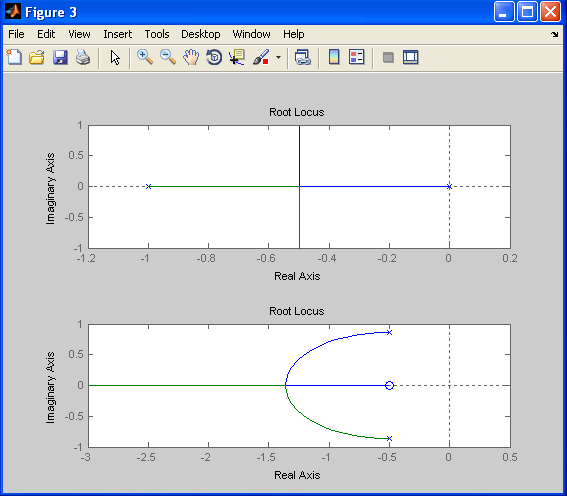 Figure 3
File Edit View Insert Tools Desktop Window Help
Root Locus
Imaginary Axis
1
0.5
0
-0.5
-1
-1.2 -1 -0.8 -0.6 -0.4 -0.2 0 0.2
Real Axis
Root Locus
Imaginary Axis
1
0.5
0
-0.5
-1
-3 -2.5 -2 -1.5 -1 -0.5 0 0.5
Real Axis